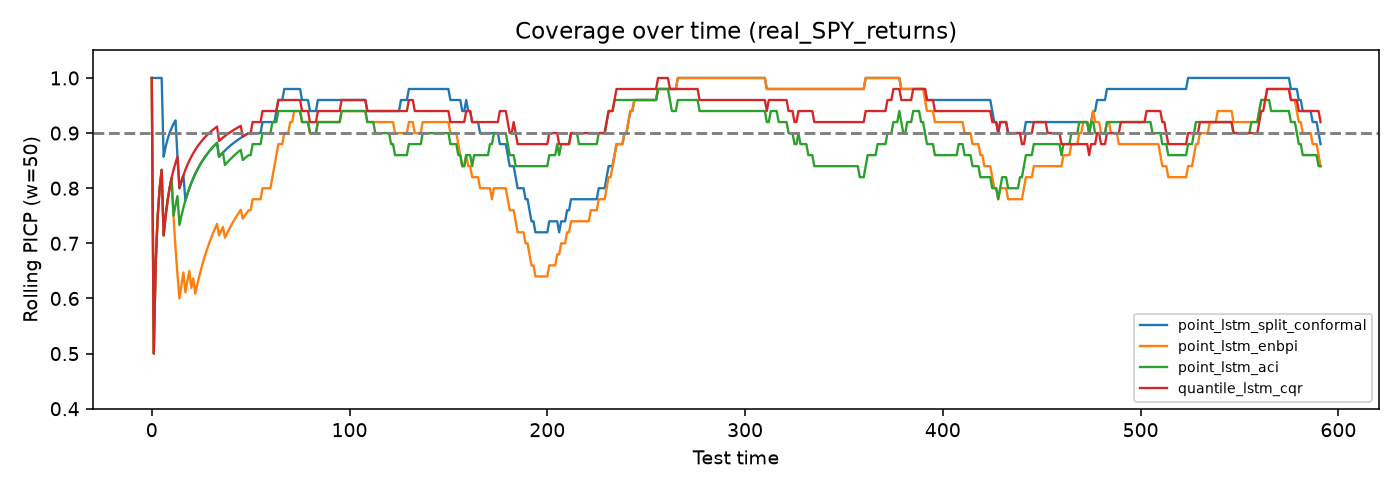 Coverage over time (real_SPY_returns)
Rolling PICP (w=50)
1.0
0.9
0.8
0.7
0.6
0.5
0.4
0 100 200 300 400 500 600
Test time
point_lstm_split_conformal
point_lstm_enbpi
point_lstm_aci
quantile_lstm_cqr